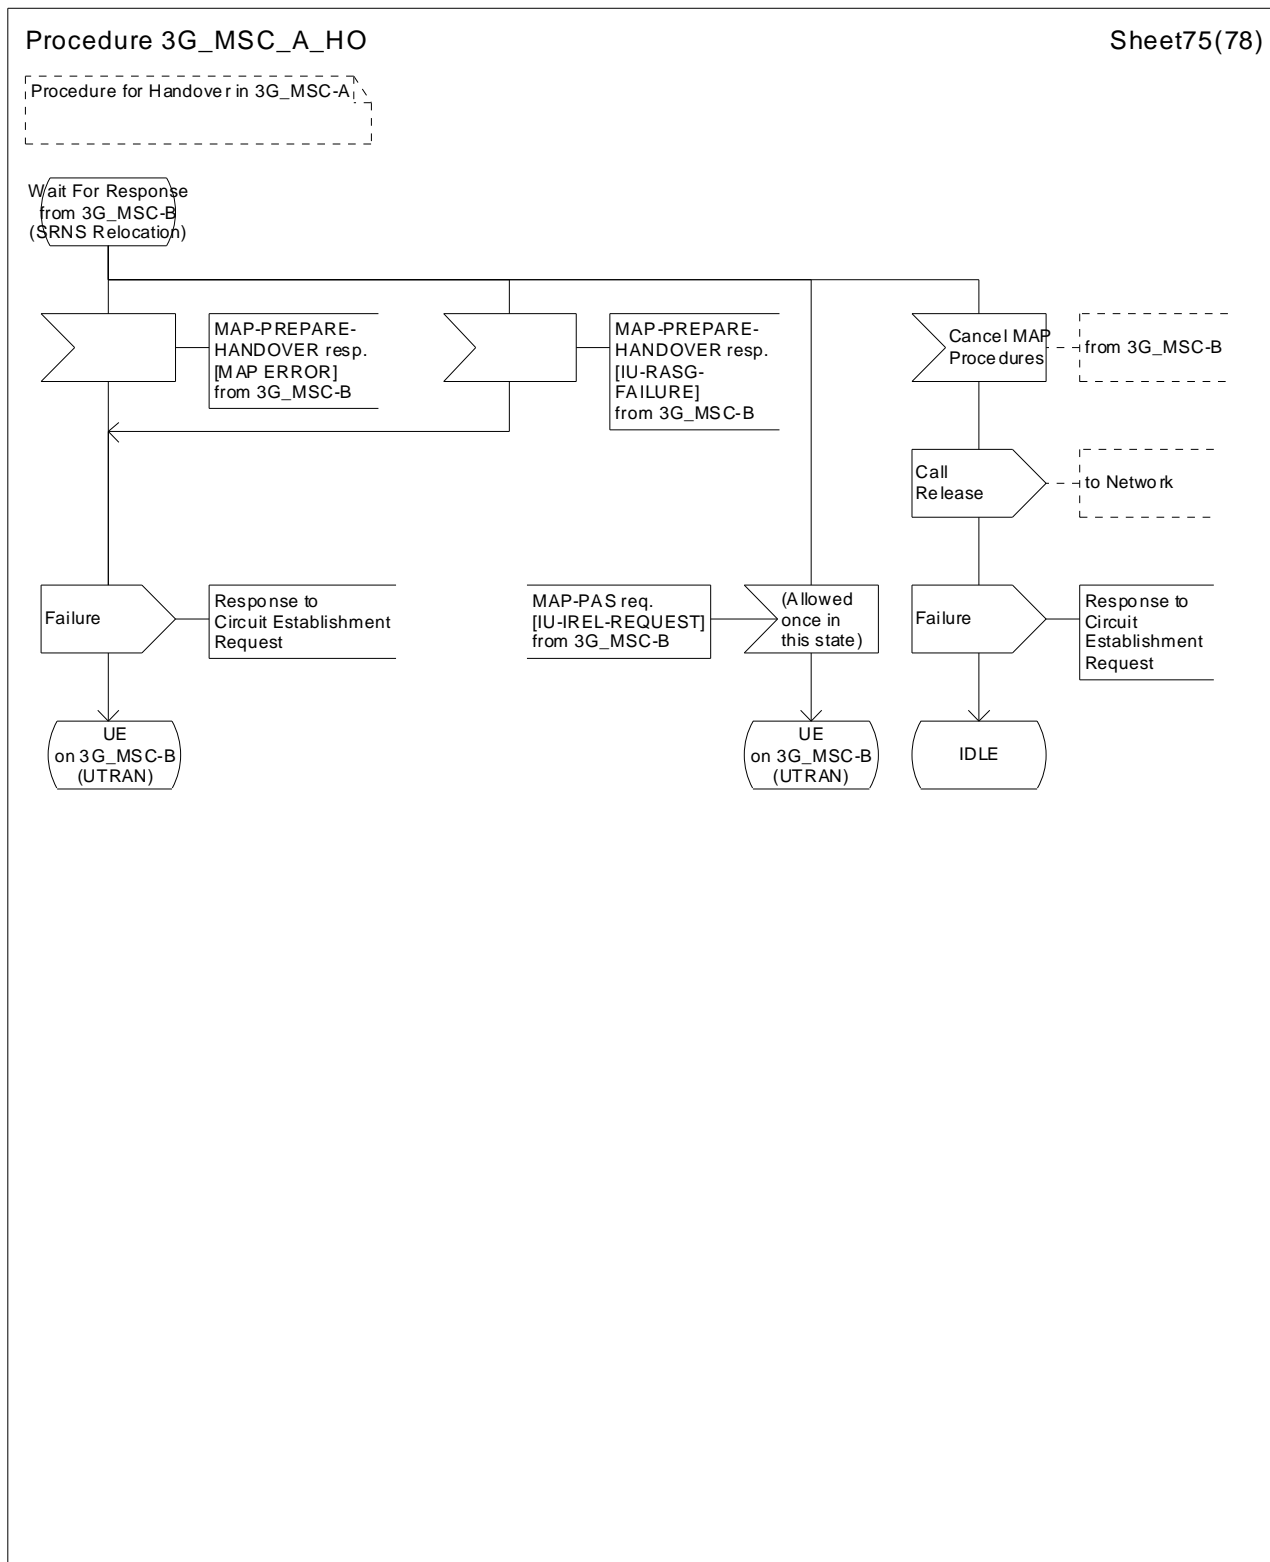 Procedure 3G_MSC_A_HO
Sheet75(78)
Procedure for Handover in 3G_MSC-A
Wait For Response
from 3G_MSC-B
(SRNS Relocation)
MAP-PREPARE-
HANDOVER resp.
[MAP ERROR]
from 3G_MSC-B
MAP-PREPARE-
HANDOVER resp.
[IU-RASG-
FAILURE]
from 3G_MSC-B
Cancel MAP
Procedures
from 3G_MSC-B
Call
Release
to Network
Failure
Response to
Circuit Establishment
Request
MAP-PAS req.
[IU-IREL-REQUEST]
from 3G_MSC-B
(Allowed
once in
this state)
Failure
Response to
Circuit
Establishment
Request
UE
on 3G_MSC-B
(UTRAN)
UE
on 3G_MSC-B
(UTRAN)
IDLE